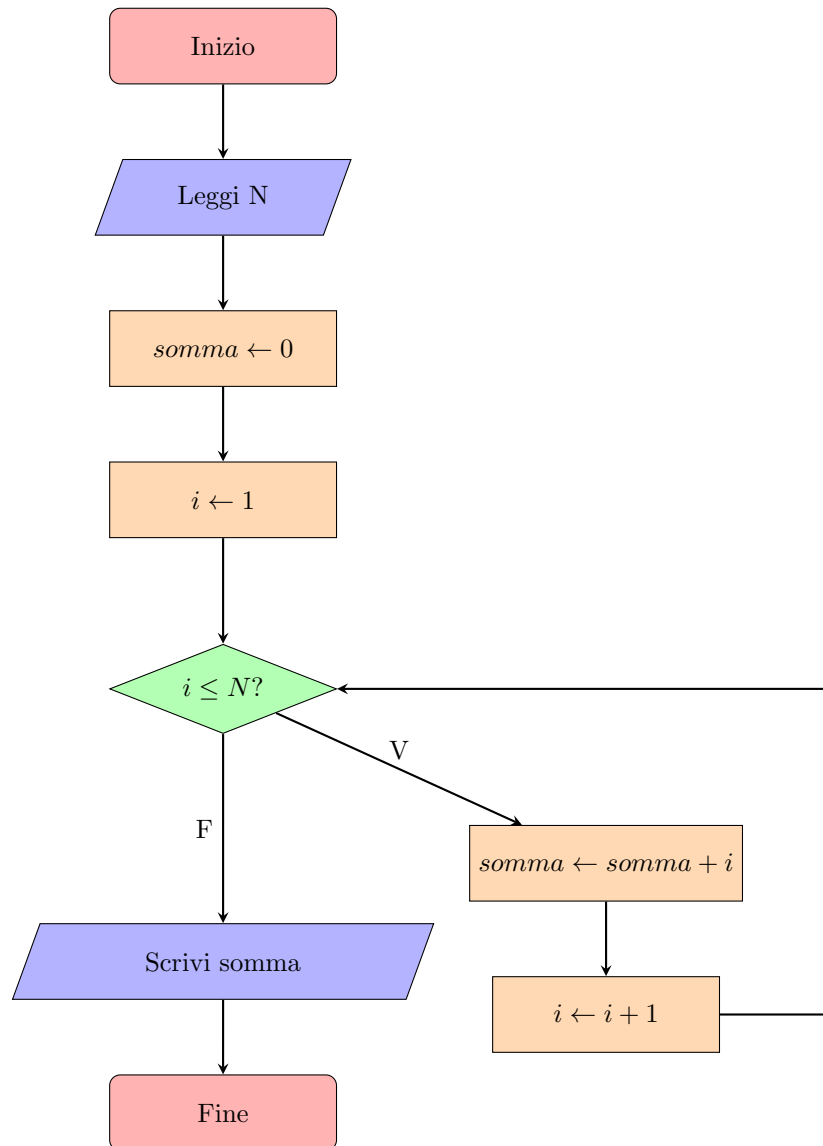 Inizio
Leggi N
somma ← 0
i ← 1
i ≤ N?
V
F
somma ← somma + i
Scrivi somma
i ← i + 1
Fine